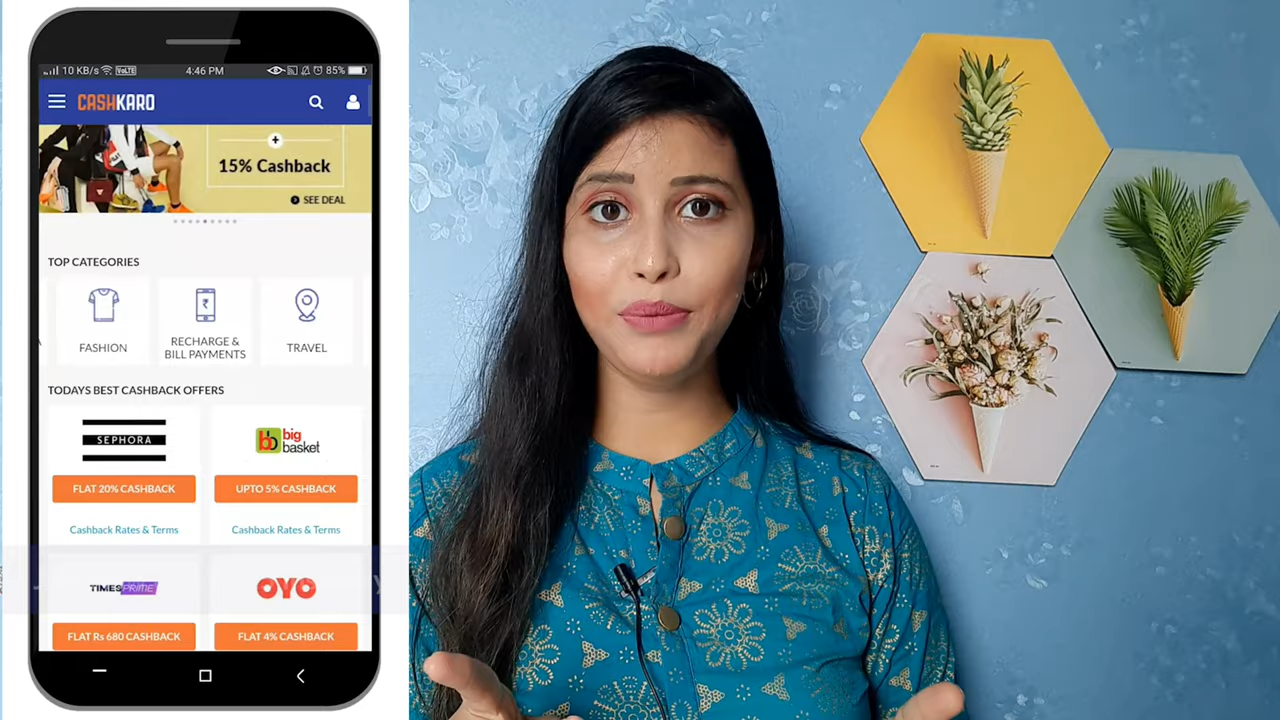 10 KB/s VoLTE 4:46 PM 85%
CASHKARO
+
15% Cashback
SEE DEAL
TOP CATEGORIES
FASHION
RECHARGE &
BILL PAYMENTS
TRAVEL
TODAYS BEST CASHBACK OFFERS
SEPHORA
big
basket
FLAT 20% CASHBACK
UPTO 5% CASHBACK
Cashback Rates & Terms
Cashback Rates & Terms
TIMES PRIME
OYO
FLAT Rs 680 CASHBACK
FLAT 4% CASHBACK